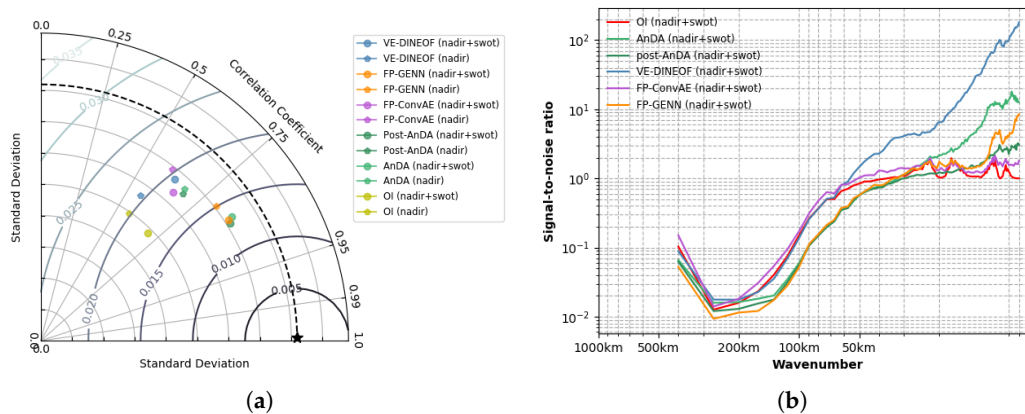 0.0
0.25
0.5
0.75
0.95
0.99
1.0
Correlation Coefficient
0.035
0.030
0.025
0.020
0.015
0.010
0.005
Standard Deviation
0.0
0.0
Standard Deviation
VE-DINEOF (nadir+swot)
VE-DINEOF (nadir)
FP-GENN (nadir+swot)
FP-GENN (nadir)
FP-ConvAE (nadir+swot)
FP-ConvAE (nadir)
Post-AnDA (nadir+swot)
Post-AnDA (nadir)
AnDA (nadir+swot)
AnDA (nadir)
OI (nadir+swot)
OI (nadir)
(a)
OI (nadir+swot)
AnDA (nadir+swot)
post-AnDA (nadir+swot)
VE-DINEOF (nadir+swot)
FP-ConvAE (nadir+swot)
FP-GENN (nadir+swot)
Signal-to-noise ratio
10²
10¹
10⁰
10⁻¹
10⁻²
1000km
500km
200km
100km
50km
Wavenumber
(b)